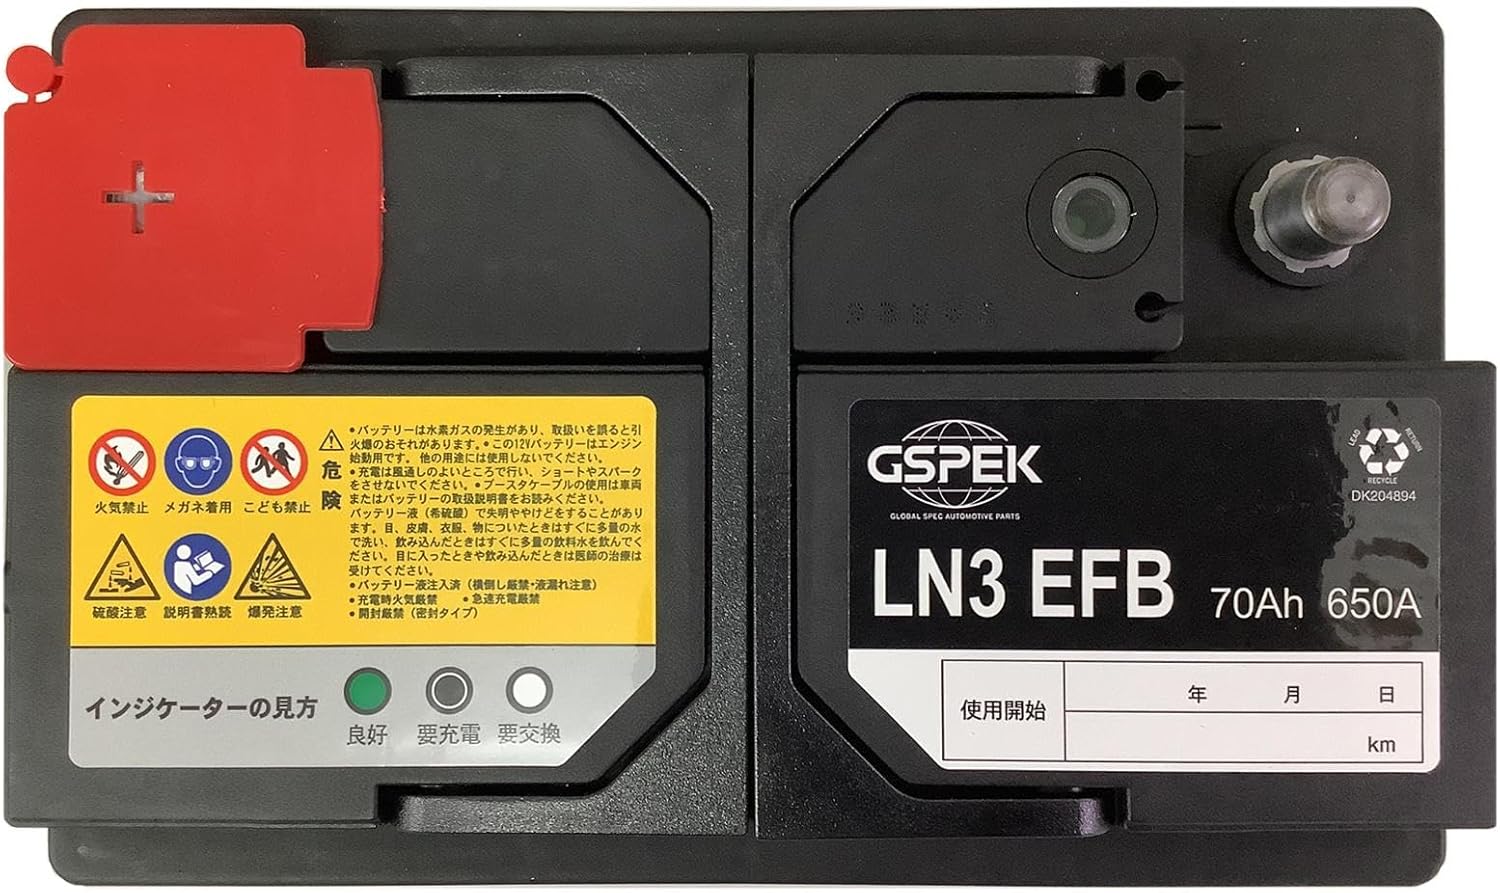 火気禁止 メガネ着用 こども禁止
硫酸注意 説明書熟読 爆発注意
危険
•バッテリーは水素ガスの発生があり、取扱いを誤ると引
火爆のおそれがあります。•この12Vバッテリーはエンジン
始動用です。他の用途には使用しないでください。
•充電は風通しのよいところで行い、ショートやスパーク
をさせないでください。•ブースタケーブルの使用は車両
またはバッテリーの取扱説明書をお読みください。
バッテリー液(希硫酸)で失明ややけどをすることがあり
ます。目、皮膚、衣服、物についたときはすぐに多量の水
で洗い、飲み込んだときはすぐに多量の飲料水を飲んでく
ださい。目に入ったときや飲み込んだときは医師の治療は
受けてください。
•バッテリー液注入済(横倒し厳禁・液漏れ注意)
•充電時火気厳禁 •急速充電厳禁
•開封厳禁(密封タイプ)
インジケーターの見方
良好 要充電 要交換
GSPEK
GLOBAL SPEC AUTOMOTIVE PARTS
LEAD RETURN
RECYCLE
DK204894
LN3 EFB 70Ah 650A
使用開始 年 月 日
km